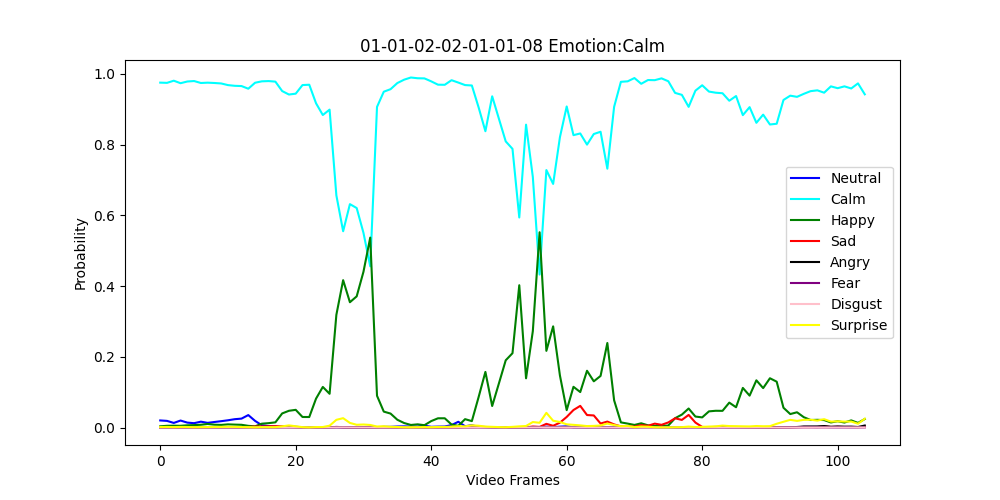 01-01-02-02-01-01-08 Emotion:Calm
1.0
0.8
0.6
0.4
0.2
0.0
Probability
0
20
40
60
80
100
Video Frames
Neutral
Calm
Happy
Sad
Angry
Fear
Disgust
Surprise